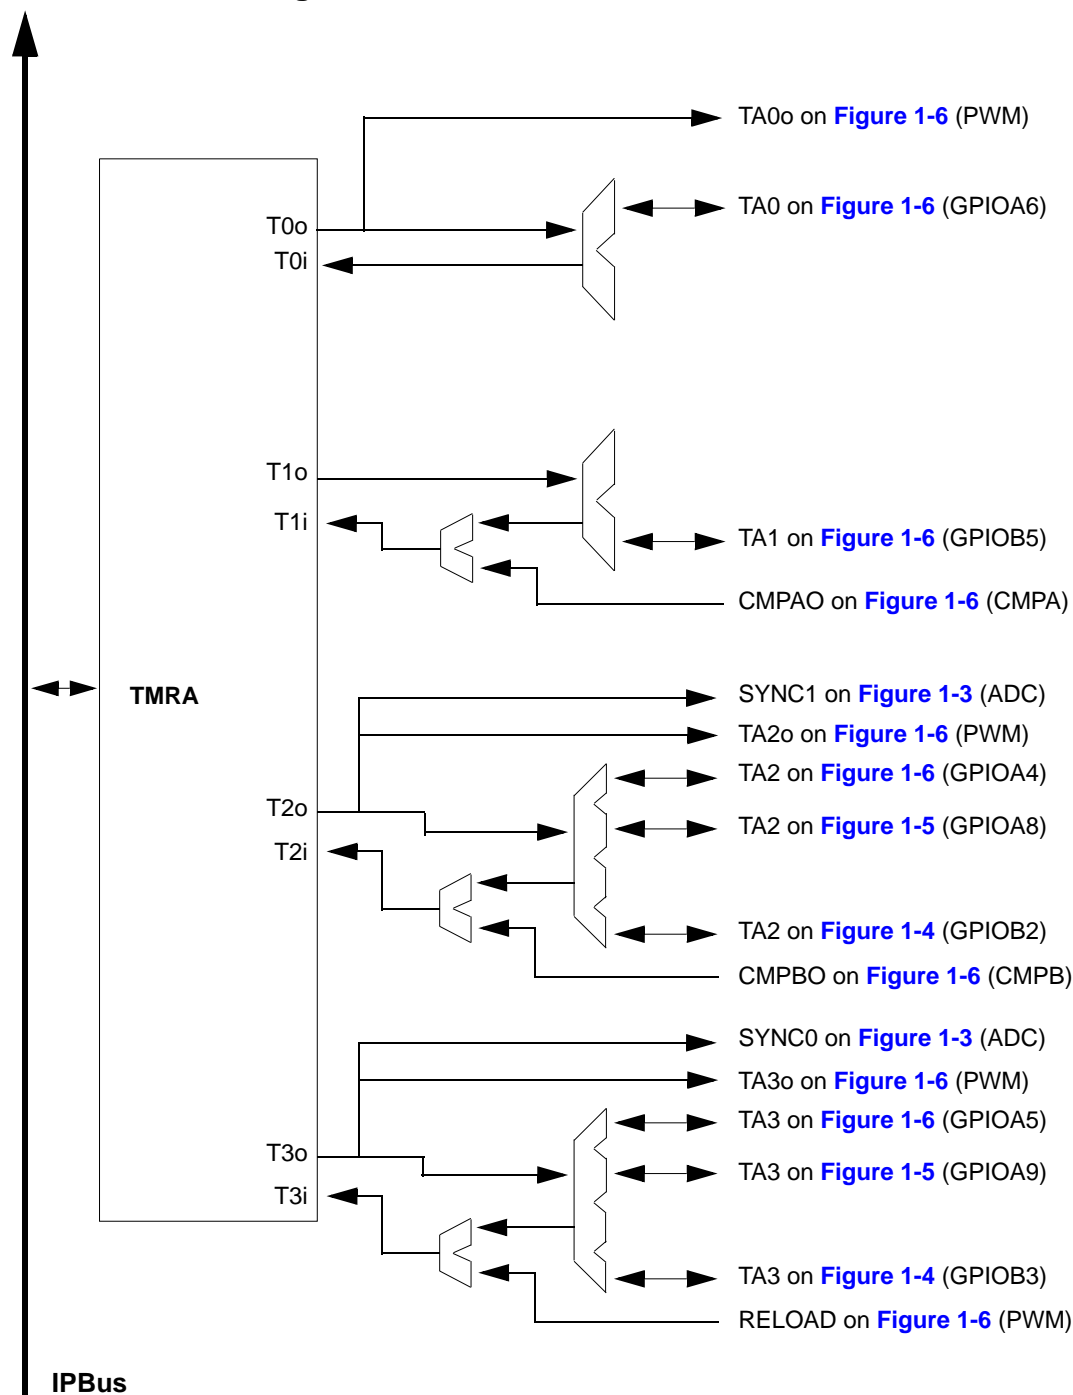 TA0o on Figure 1-6 (PWM)
T0o
TA0 on Figure 1-6 (GPIOA6)
T0i
T1o
T1i
TA1 on Figure 1-6 (GPIOB5)
CMPAO on Figure 1-6 (CMPA)
TMRA
SYNC1 on Figure 1-3 (ADC)
TA2o on Figure 1-6 (PWM)
TA2 on Figure 1-6 (GPIOA4)
T2o
TA2 on Figure 1-5 (GPIOA8)
T2i
TA2 on Figure 1-4 (GPIOB2)
CMPBO on Figure 1-6 (CMPB)
SYNC0 on Figure 1-3 (ADC)
TA3o on Figure 1-6 (PWM)
TA3 on Figure 1-6 (GPIOA5)
T3o
TA3 on Figure 1-5 (GPIOA9)
T3i
TA3 on Figure 1-4 (GPIOB3)
RELOAD on Figure 1-6 (PWM)
IPBus